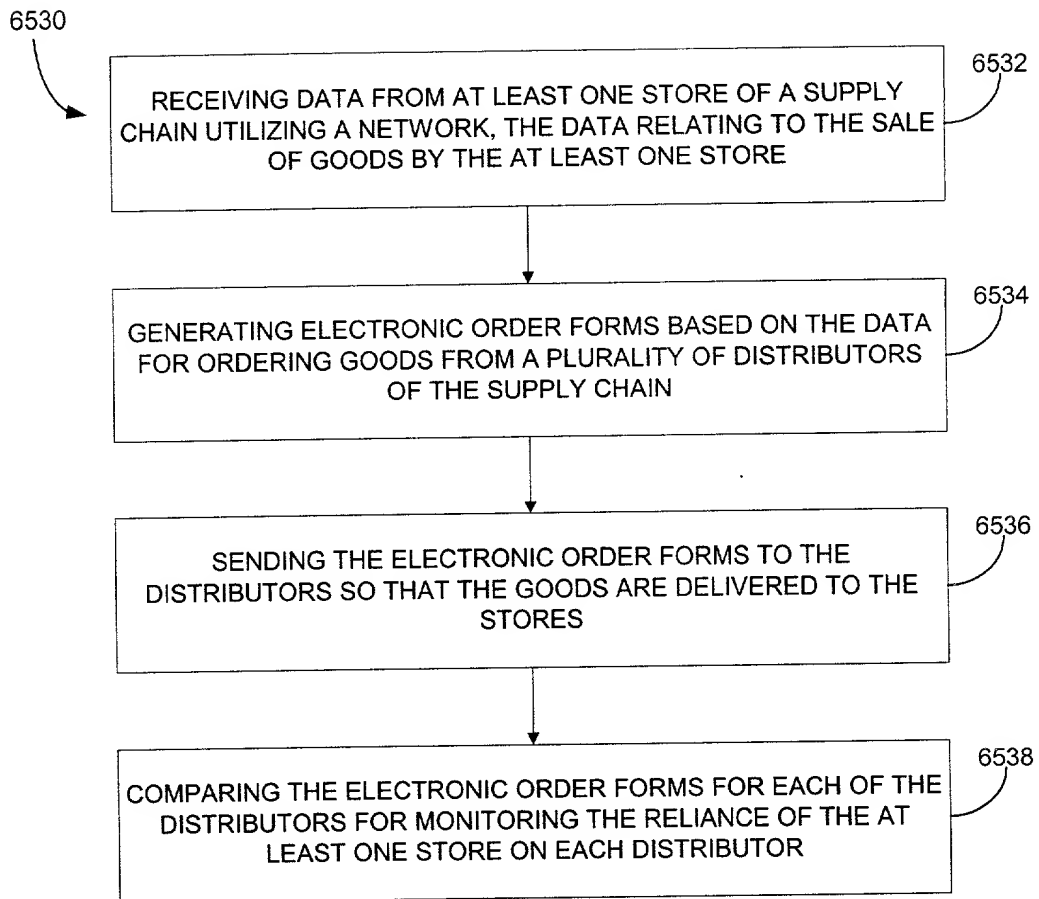 6530
6532
RECEIVING DATA FROM AT LEAST ONE STORE OF A SUPPLY
CHAIN UTILIZING A NETWORK, THE DATA RELATING TO THE SALE
OF GOODS BY THE AT LEAST ONE STORE
6534
GENERATING ELECTRONIC ORDER FORMS BASED ON THE DATA
FOR ORDERING GOODS FROM A PLURALITY OF DISTRIBUTORS
OF THE SUPPLY CHAIN
6536
SENDING THE ELECTRONIC ORDER FORMS TO THE
DISTRIBUTORS SO THAT THE GOODS ARE DELIVERED TO THE
STORES
6538
COMPARING THE ELECTRONIC ORDER FORMS FOR EACH OF THE
DISTRIBUTORS FOR MONITORING THE RELIANCE OF THE AT
LEAST ONE STORE ON EACH DISTRIBUTOR